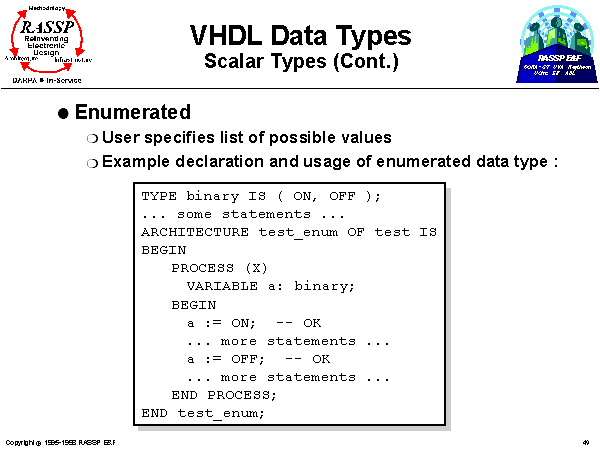 Methodology
RASSP
Reinventing
Electronic
Design
Architecture Infrastructure
DARPA Tri-Service
VHDL Data Types
Scalar Types (Cont.)
RASSP E&F
Enumerated
User specifies list of possible values
Example declaration and usage of enumerated data type :
TYPE binary IS ( ON, OFF );
... some statements ...
ARCHITECTURE test_enum OF test IS
BEGIN
PROCESS (X)
VARIABLE a: binary;
BEGIN
a := ON; -- OK
... more statements ...
a := OFF; -- OK
... more statements ...
END PROCESS;
END test_enum;
Copyright © 1995-1998 RASSP E&F
49